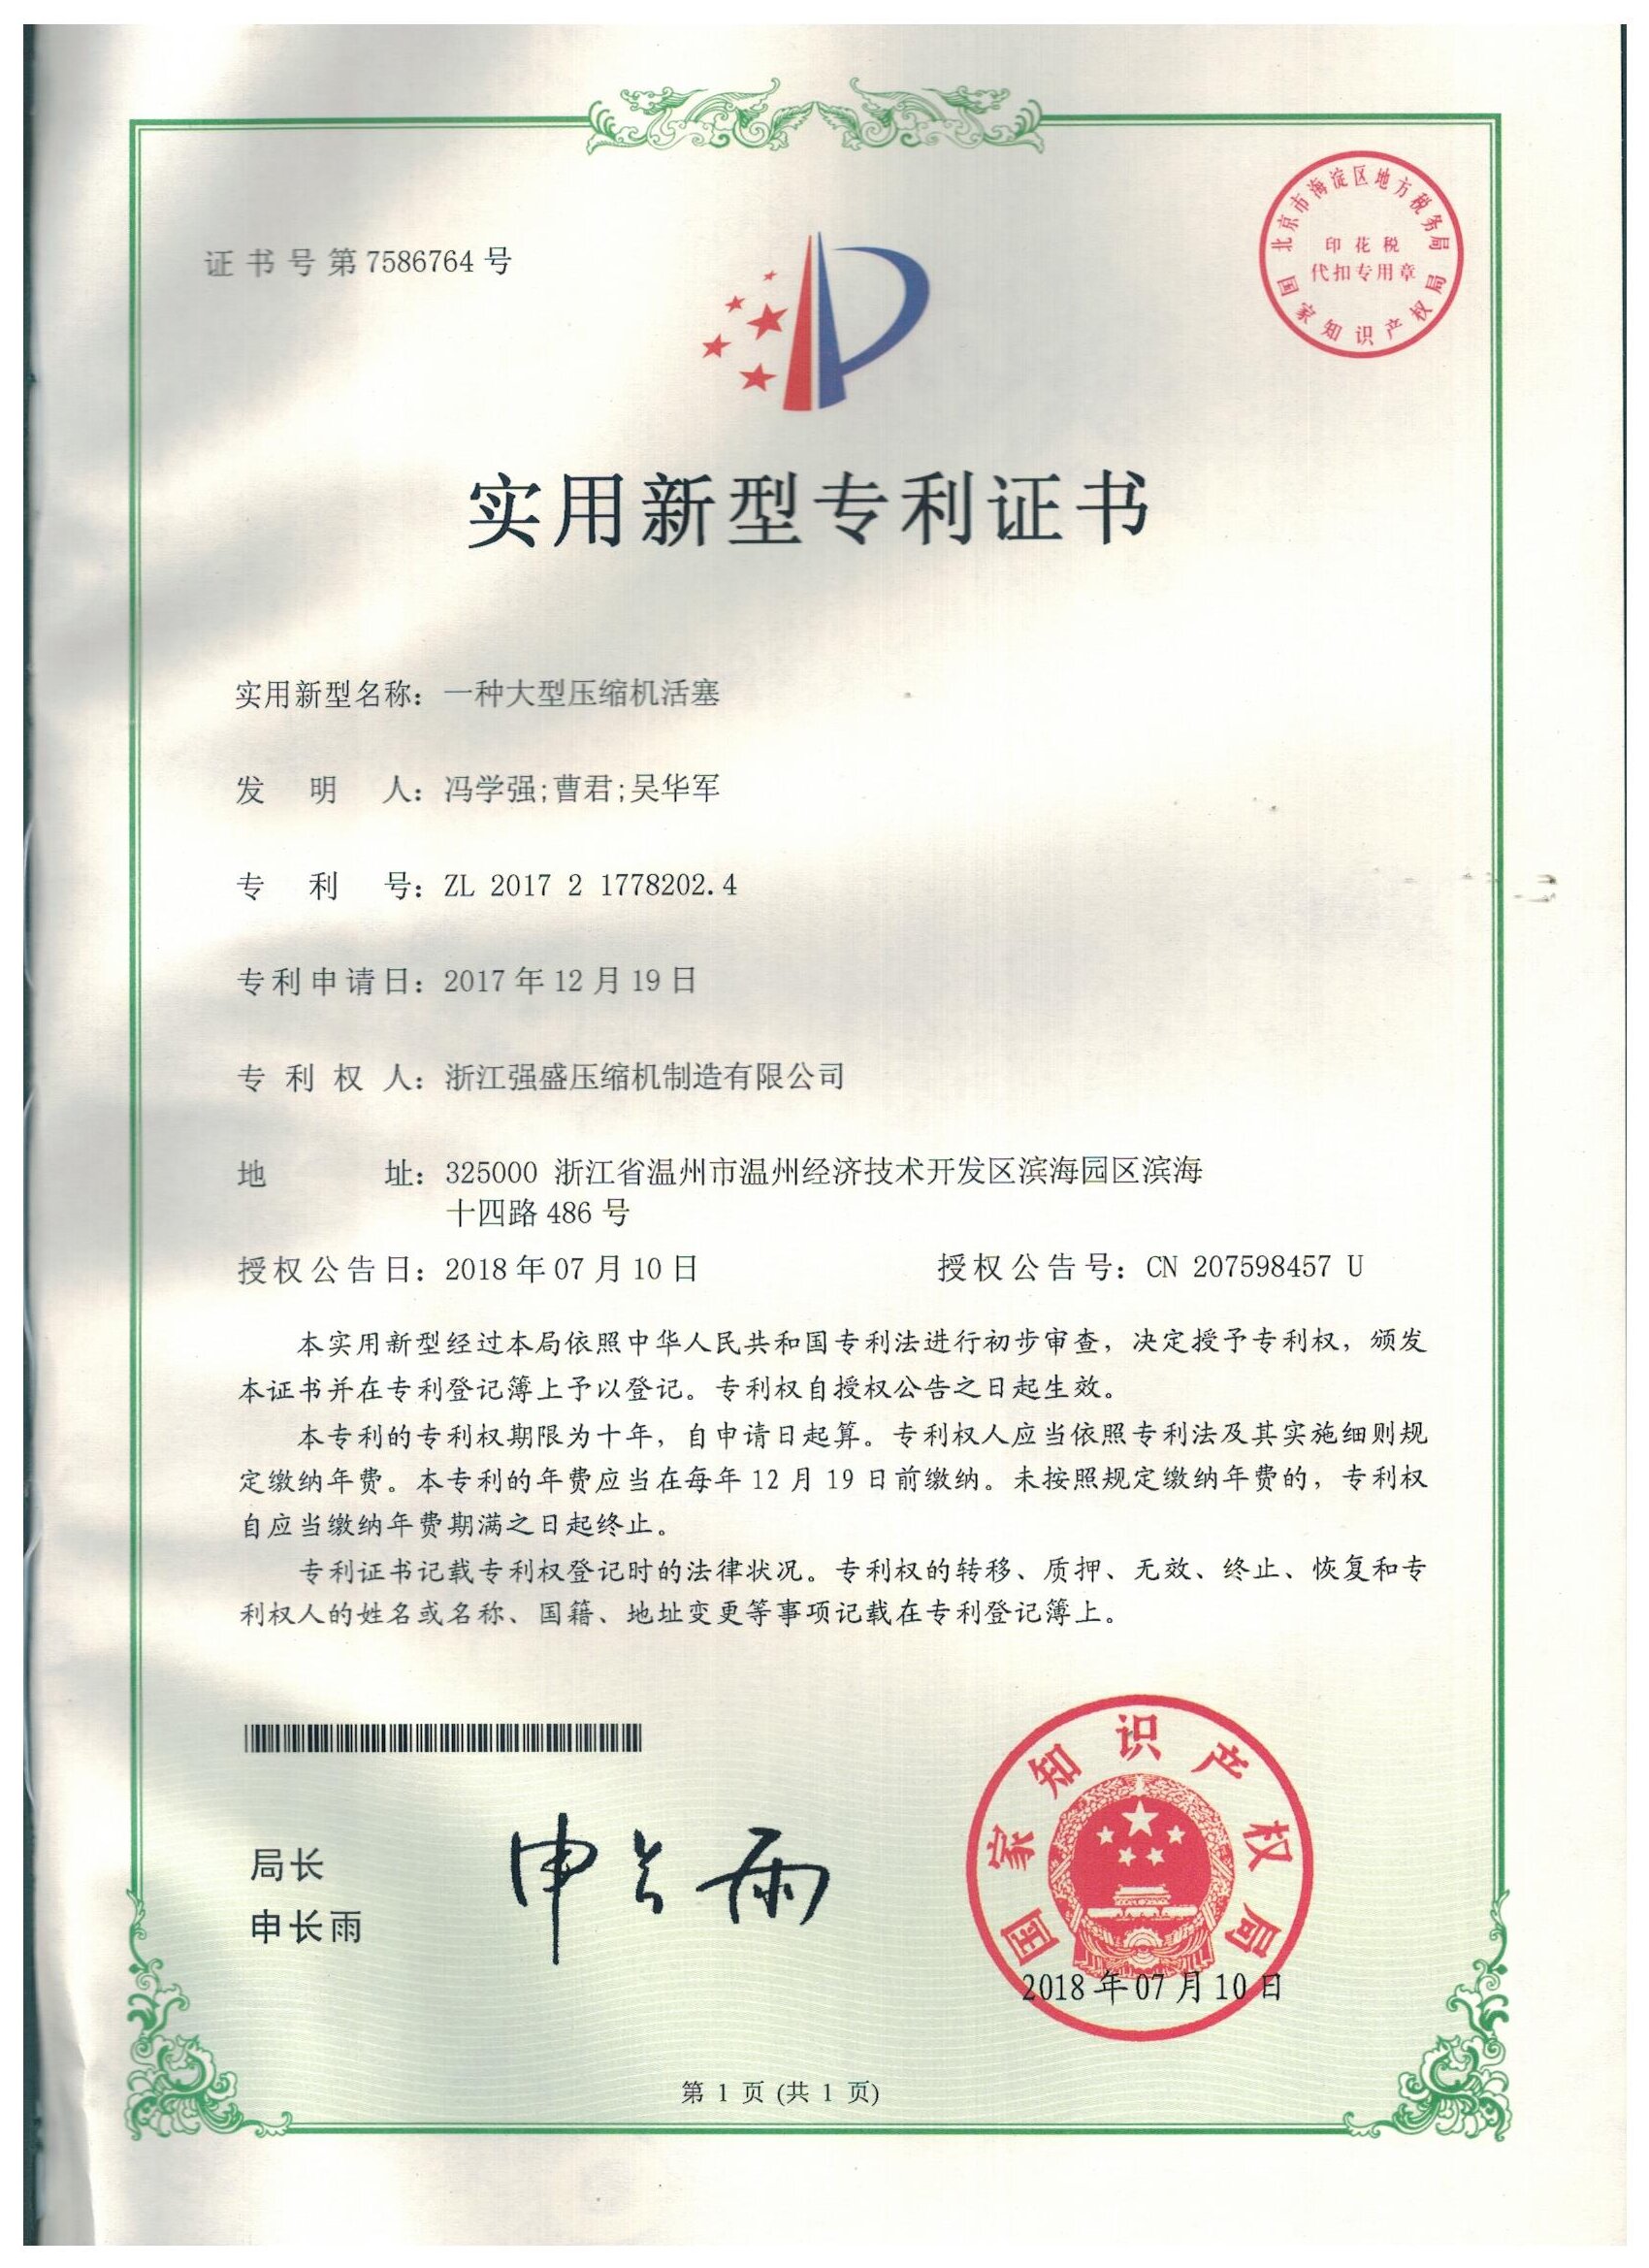 北京市海淀区地方税务局
印花税
代扣专用章
国家知识产权局
证书号第7586764号
实用新型专利证书
实用新型名称：一种大型压缩机活塞
发明人：冯学强;曹君;吴华军
专利号：ZL 2017 2 1778202.4
专利申请日：2017年12月19日
专利权人：浙江强盛压缩机制造有限公司
地址：325000 浙江省温州市温州经济技术开发区滨海园区滨海
十四路486号
授权公告日：2018年07月10日 授权公告号：CN 207598457 U
本实用新型经过本局依照中华人民共和国专利法进行初步审查，决定授予专利权，颁发
本证书并在专利登记簿上予以登记。专利权自授权公告之日起生效。
本专利的专利权期限为十年，自申请日起算。专利权人应当依照专利法及其实施细则规
定缴纳年费。本专利的年费应当在每年12月19日前缴纳。未按照规定缴纳年费的，专利权
自应当缴纳年费期满之日起终止。
专利证书记载专利权登记时的法律状况。专利权的转移、质押、无效、终止、恢复和专
利权人的姓名或名称、国籍、地址变更等事项记载在专利登记簿上。
局长
申长雨
申长雨
国家知识产权局
2018年07月10日
第 1 页 (共 1 页)